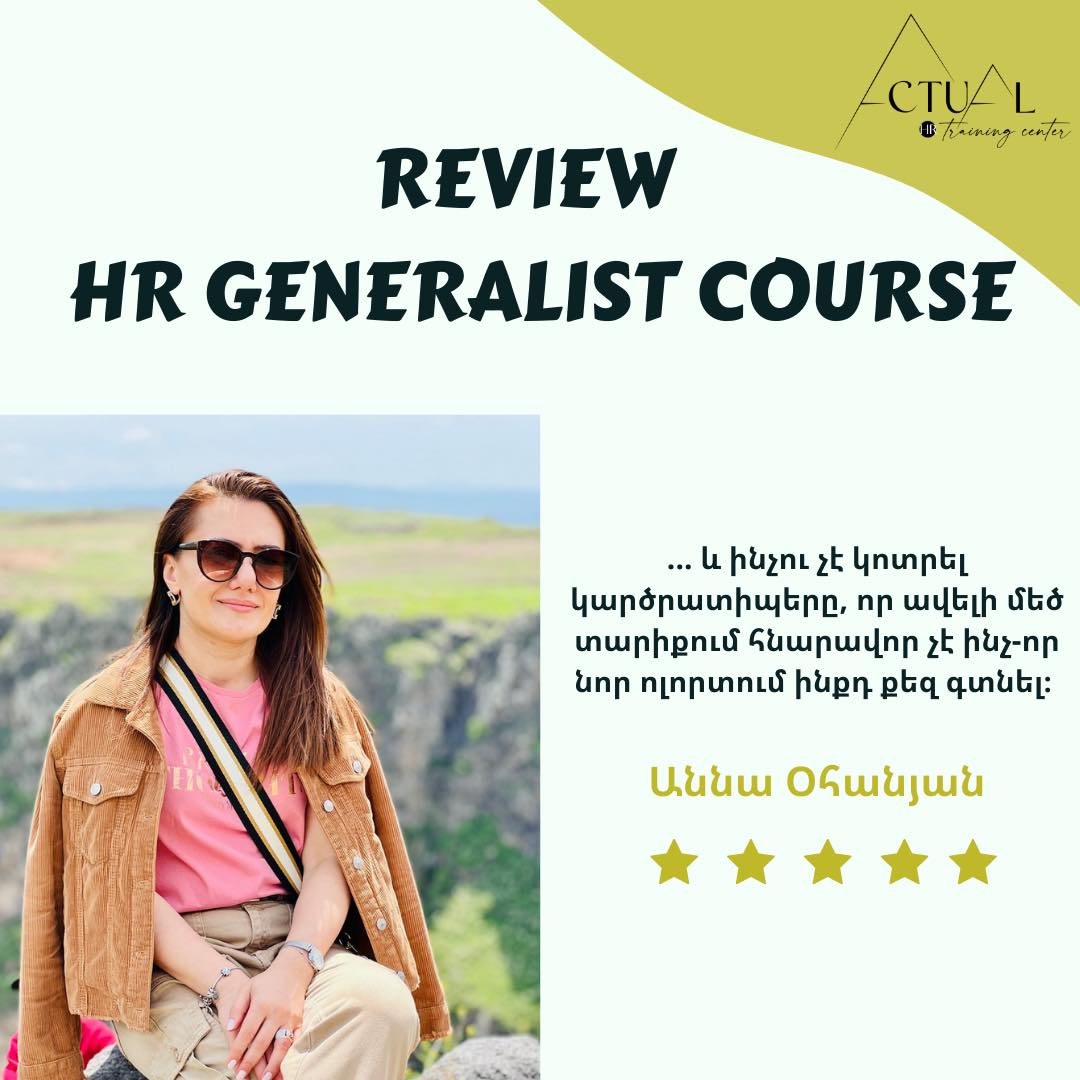 ACTUAL
HR training center
REVIEW
HR GENERALIST COURSE
... և ինչու չէ կոտրել
կարծրատիպերը, որ ավելի մեծ
տարիքում հնարավոր չէ ինչ-որ
նոր ոլորտում ինքդ քեզ գտնել:
Աննա Օհանյան